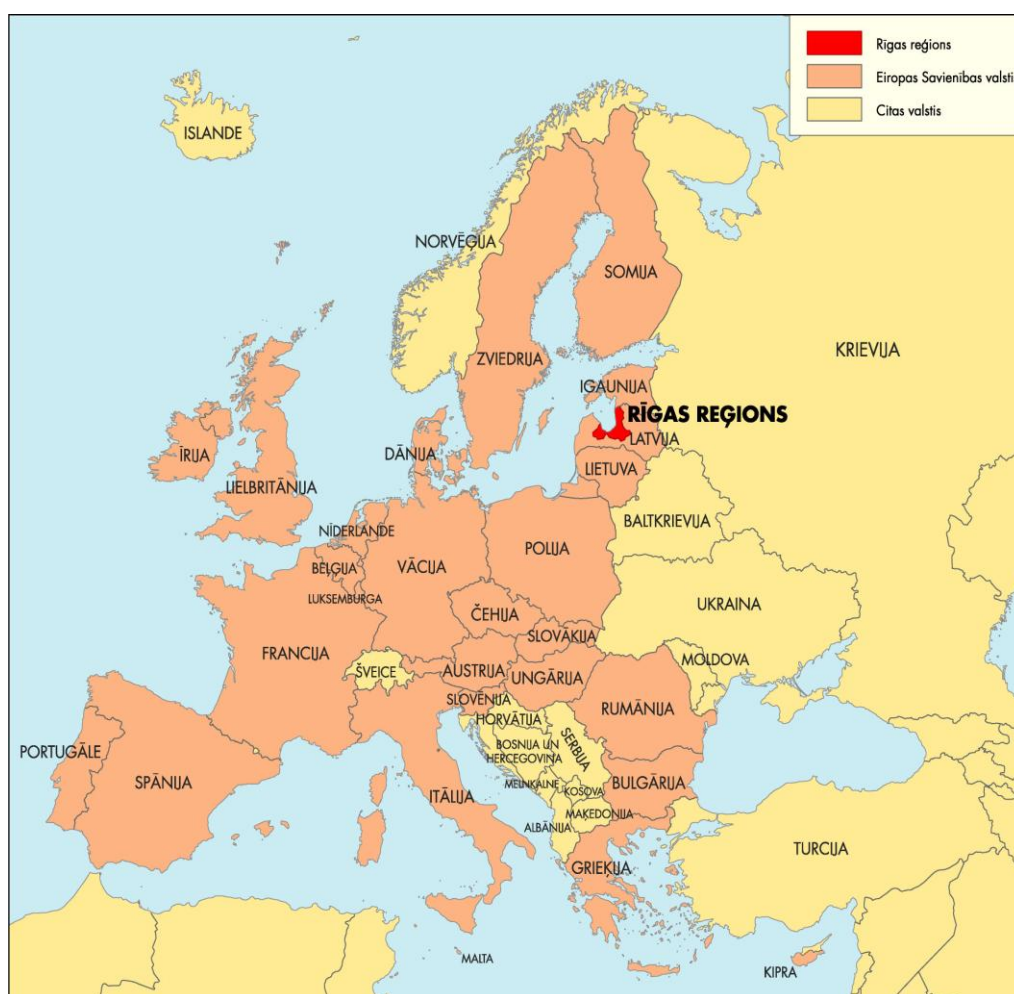 Rīgas reģions
Eiropas Savienības valsti
Citas valstis
ISLANDE
NORVĒĢIJA
SOMIJA
KRIEVIJA
ZVIEDRIJA
IGAUNIJA
RĪGAS REĢIONS
LATVIJA
DĀNIJA
ĪRIJA
LIETUVA
LIELBRITĀNIJA
BALTKRIEVIJA
NĪDERLANDE
POLIJA
BEĻĢIJA
VĀCIJA
LUKSEMBURGA
UKRAINA
ČEHIJA
SLOVĀKIJA
FRANCIJA
MOLDOVA
ŠVEICE
AUSTRIJA
UNGĀRIJA
SLOVĒNIJA
RUMĀNIJA
HORVĀTIJA
SERBIJA
PORTUGĀLE
BOSNIJA UN
HERCEGOVINA
SPĀNIJA
MELNKALNE
KOSOVA
BULGĀRIJA
ITĀLIJA
MAĶEDONIJA
ALBĀNIJA
TURCIJA
GRIEĶIJA
MALTA
KIPRA